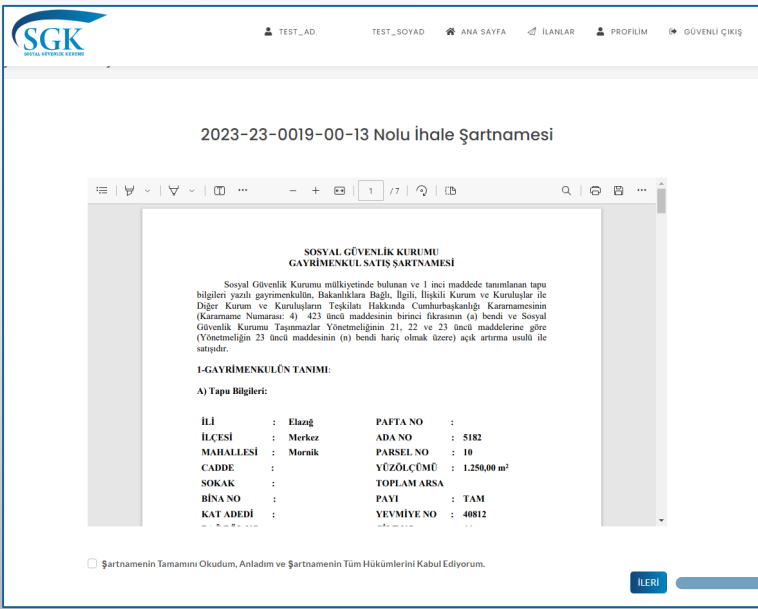 SGK
SOSYAL GÜVENLİK KURUMU
TEST_AD. TEST_SOYAD ANA SAYFA İLANLAR PROFİLİM GÜVENLİ ÇIKIŞ
2023-23-0019-00-13 Nolu İhale Şartnamesi
1 /7
SOSYAL GÜVENLİK KURUMU
GAYRİMENKUL SATIŞ ŞARTNAMESİ
Sosyal Güvenlik Kurumu mülkiyetinde bulunan ve 1 inci maddede tanımlanan tapu
bilgileri yazılı gayrimenkulün, Bakanlıklara Bağlı, İlgili, İlişkili Kurum ve Kuruluşlar ile
Diğer Kurum ve Kuruluşların Teşkilatı Hakkında Cumhurbaşkanlığı Kararnamesinin
(Kararname Numarası: 4) 423 üncü maddesinin birinci fıkrasının (a) bendi ve Sosyal
Güvenlik Kurumu Taşınmazlar Yönetmeliğinin 21, 22 ve 23 üncü maddelerine göre
(Yönetmeliğin 23 üncü maddesinin (n) bendi hariç olmak üzere) açık artırma usulü ile
satışıdır.
1-GAYRİMENKULÜN TANIMI:
A) Tapu Bilgileri:
İLİ : Elazığ PAFTA NO :
İLÇESİ : Merkez ADA NO : 5182
MAHALLESİ : Mornik PARSEL NO : 10
CADDE : YÜZÖLÇÜMÜ : 1.250,00 m²
SOKAK : TOPLAM ARSA
BİNA NO : PAYI : TAM
KAT ADEDİ : YEVMİYE NO : 40812
Şartnamenin Tamamını Okudum, Anladım ve Şartnamenin Tüm Hükümlerini Kabul Ediyorum.
İLERİ